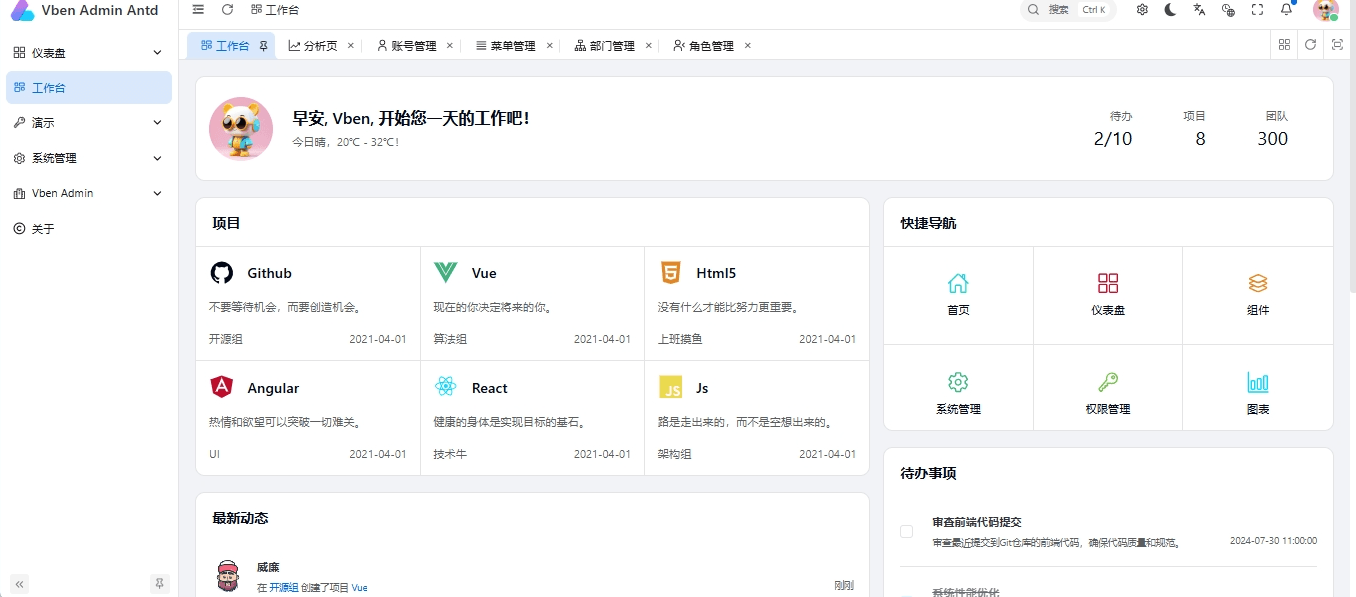 Vben Admin Antd
工作台
搜索 Ctrl K
仪表盘
工作台
演示
系统管理
Vben Admin
关于
工作台 分析页 账号管理 菜单管理 部门管理 角色管理
早安, Vben, 开始您一天的工作吧!
今日晴，20℃ - 32℃!
待办 项目 团队
2/10 8 300
项目
Github Vue Html5
不要等待机会，而要创造机会。 现在的你决定将来的你。 没有什么才能比努力更重要。
开源组 2021-04-01 算法组 2021-04-01 上班摸鱼 2021-04-01
Angular React JS Js
热情和欲望可以突破一切难关。 健康的身体是实现目标的基石。 路是走出来的，而不是空想出来的。
UI 2021-04-01 技术牛 2021-04-01 架构组 2021-04-01
快捷导航
首页 仪表盘 组件
系统管理 权限管理 图表
最新动态
威廉
在 开源组 创建了项目 Vue 刚刚
待办事项
审查前端代码提交
审查最近提交到Git仓库的前端代码，确保代码质量和规范。 2024-07-30 11:00:00
系统性能优化